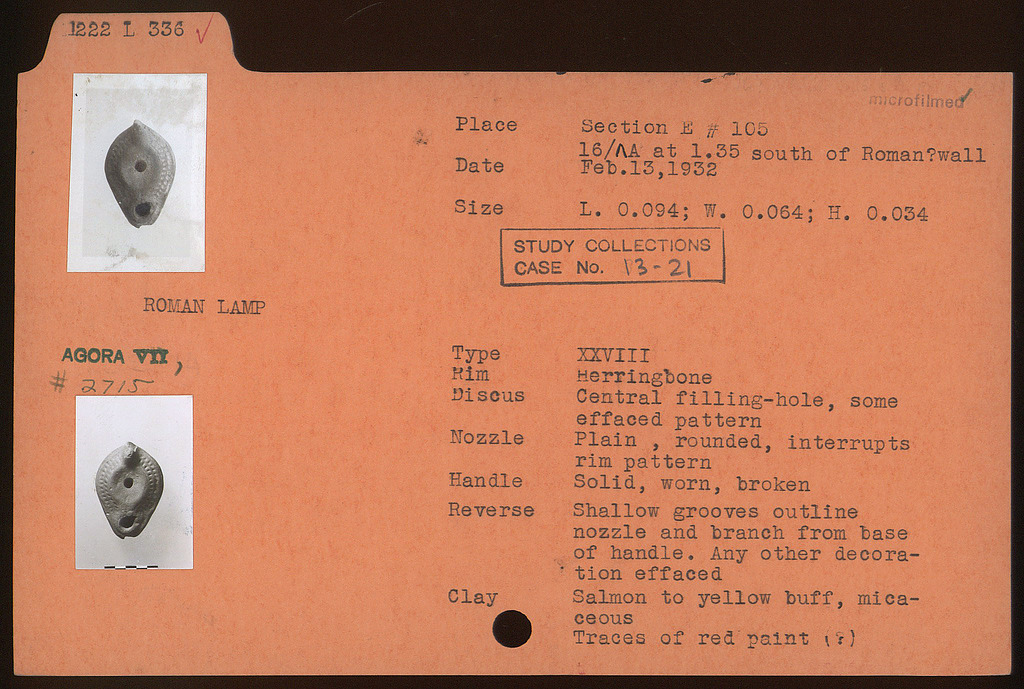 1222 L 336 ✓
microfilmed ✓
Place Section E # 105
16/ΛA at 1.35 south of Roman?wall
Date Feb.13,1932
Size L. 0.094; W. 0.064; H. 0.034
STUDY COLLECTIONS
CASE No. 13-21
ROMAN LAMP
AGORA VII,
# 2715
Type XXVIII
Rim Herringbone
Discus Central filling-hole, some
effaced pattern
Nozzle Plain , rounded, interrupts
rim pattern
Handle Solid, worn, broken
Reverse Shallow grooves outline
nozzle and branch from base
of handle. Any other decora-
tion effaced
Clay Salmon to yellow buff, mica-
ceous
Traces of red paint (?)